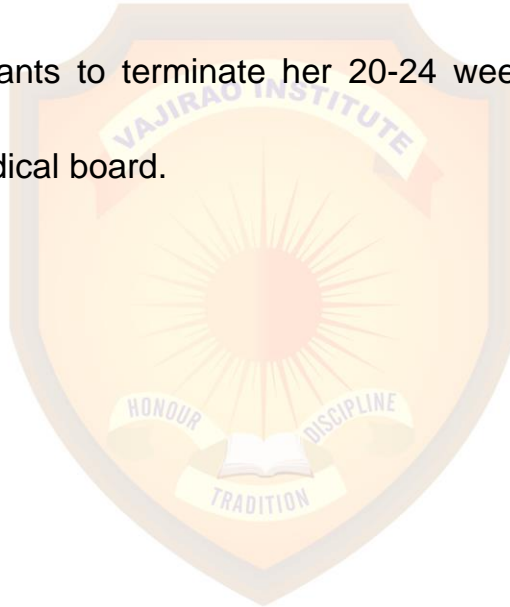 ants to terminate her 20-24 wee
dical board.
VAJIRAO INSTITUTE
HONOUR
DISCIPLINE
TRADITION